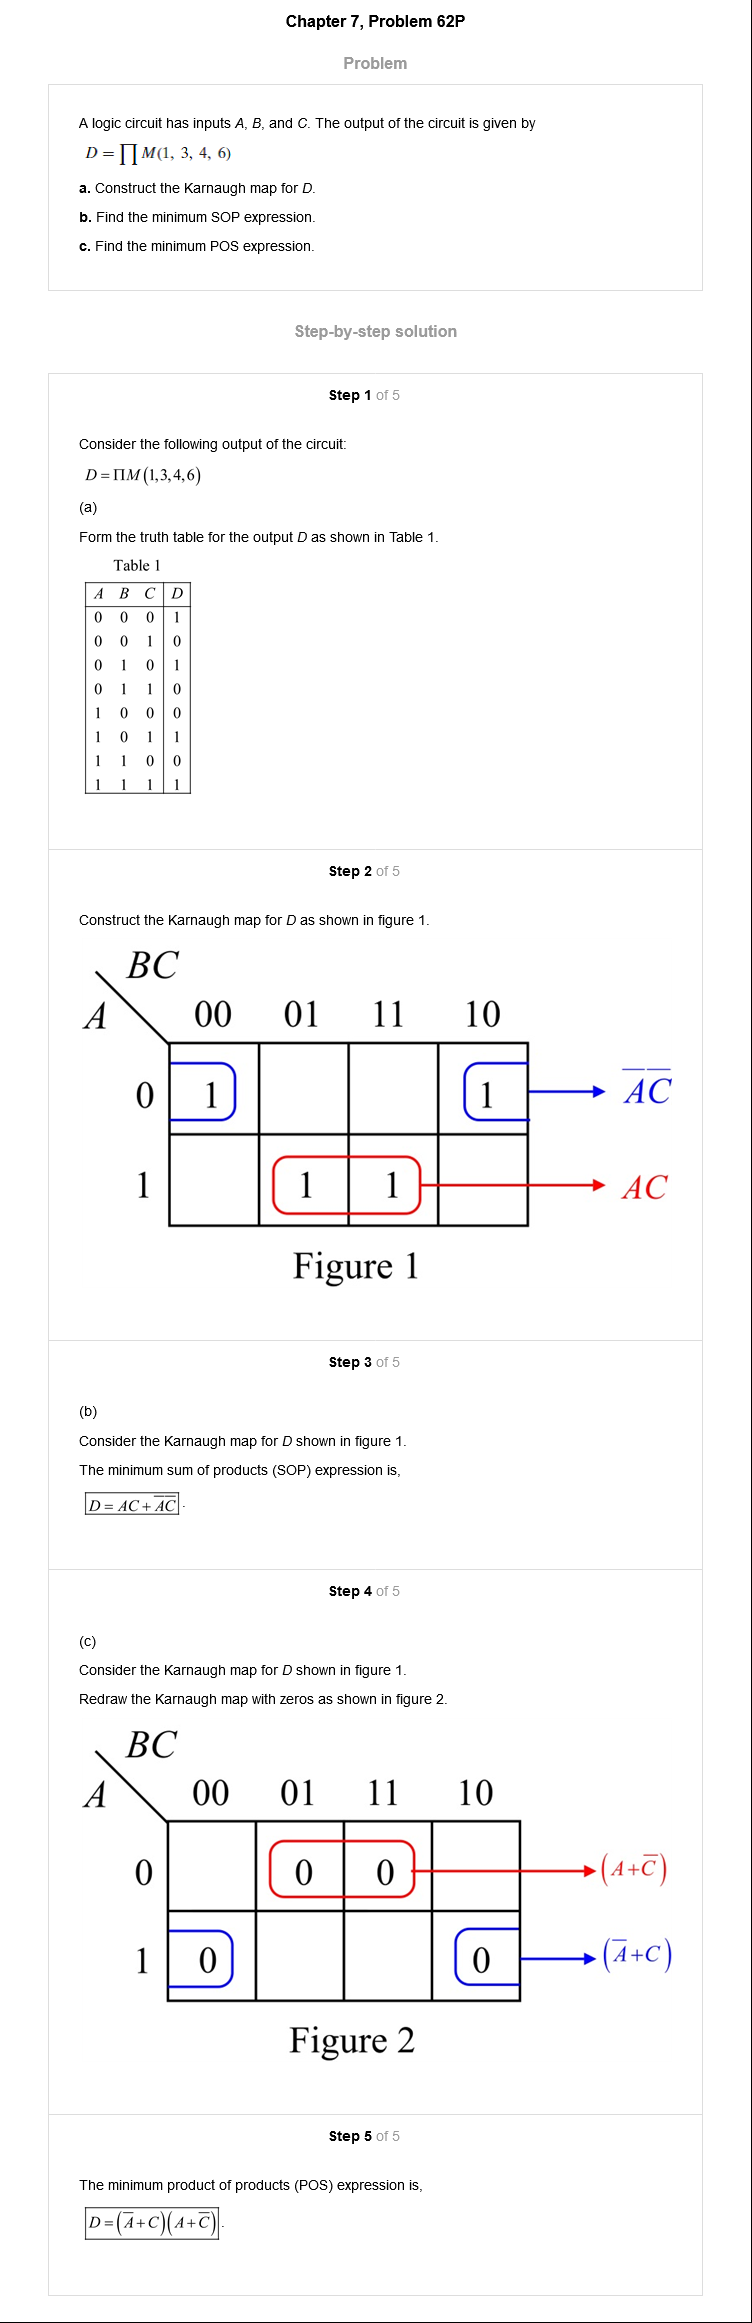 Chapter 7, Problem 62P
Problem
A logic circuit has inputs A, B, and C. The output of the circuit is given by
D = ∏ M(1, 3, 4, 6)
a. Construct the Karnaugh map for D.
b. Find the minimum SOP expression.
c. Find the minimum POS expression.
Step-by-step solution
Step 1 of 5
Consider the following output of the circuit:
D = ΠM(1,3,4,6)
(a)
Form the truth table for the output D as shown in Table 1.
Table 1
A B C D
0 0 0 1
0 0 1 0
0 1 0 1
0 1 1 0
1 0 0 0
1 0 1 1
1 1 0 0
1 1 1 1
Step 2 of 5
Construct the Karnaugh map for D as shown in figure 1.
BC
A 00 01 11 10
0 1 1 A̅C̅
1 1 1 AC
Figure 1
Step 3 of 5
(b)
Consider the Karnaugh map for D shown in figure 1.
The minimum sum of products (SOP) expression is,
D = AC + A̅C̅.
Step 4 of 5
(c)
Consider the Karnaugh map for D shown in figure 1.
Redraw the Karnaugh map with zeros as shown in figure 2.
BC
A 00 01 11 10
0 0 0 (A+C̅)
1 0 0 (A̅+C)
Figure 2
Step 5 of 5
The minimum product of products (POS) expression is,
D = (A̅+C)(A+C̅).